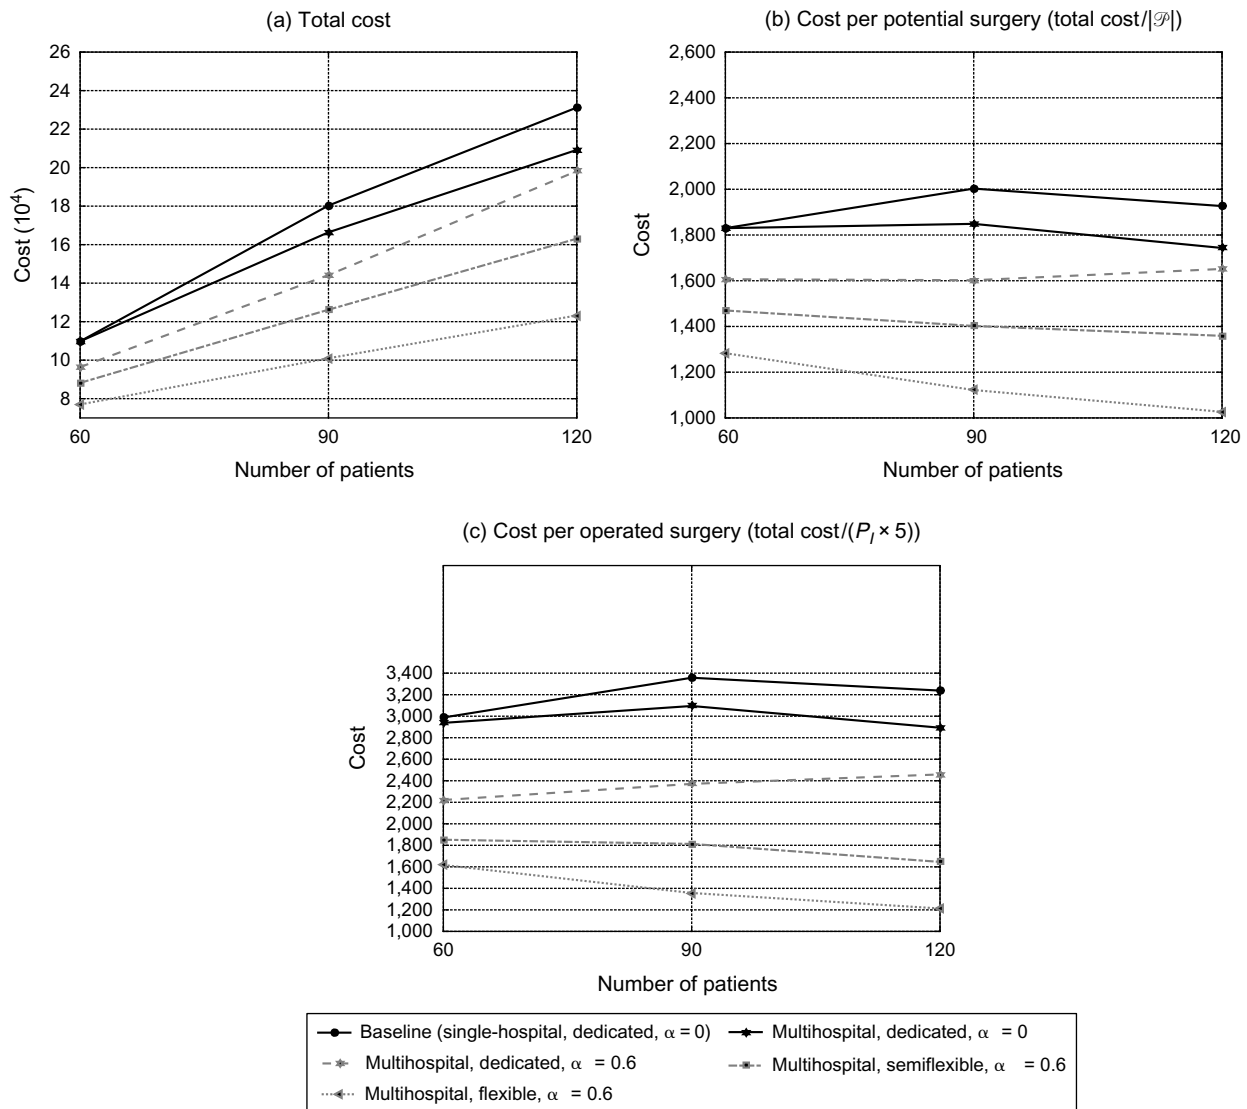 (a) Total cost
26
24
22
20
18
16
14
12
10
8
Cost (10⁴)
60
90
120
Number of patients
(b) Cost per potential surgery (total cost/|𝒫|)
2,600
2,400
2,200
2,000
1,800
1,600
1,400
1,200
1,000
Cost
60
90
120
Number of patients
(c) Cost per operated surgery (total cost/(P_l × 5))
3,400
3,200
3,000
2,800
2,600
2,400
2,200
2,000
1,800
1,600
1,400
1,200
1,000
Cost
60
90
120
Number of patients
Baseline (single-hospital, dedicated, α = 0)
Multihospital, dedicated, α = 0
Multihospital, dedicated, α = 0.6
Multihospital, semiflexible, α = 0.6
Multihospital, flexible, α = 0.6